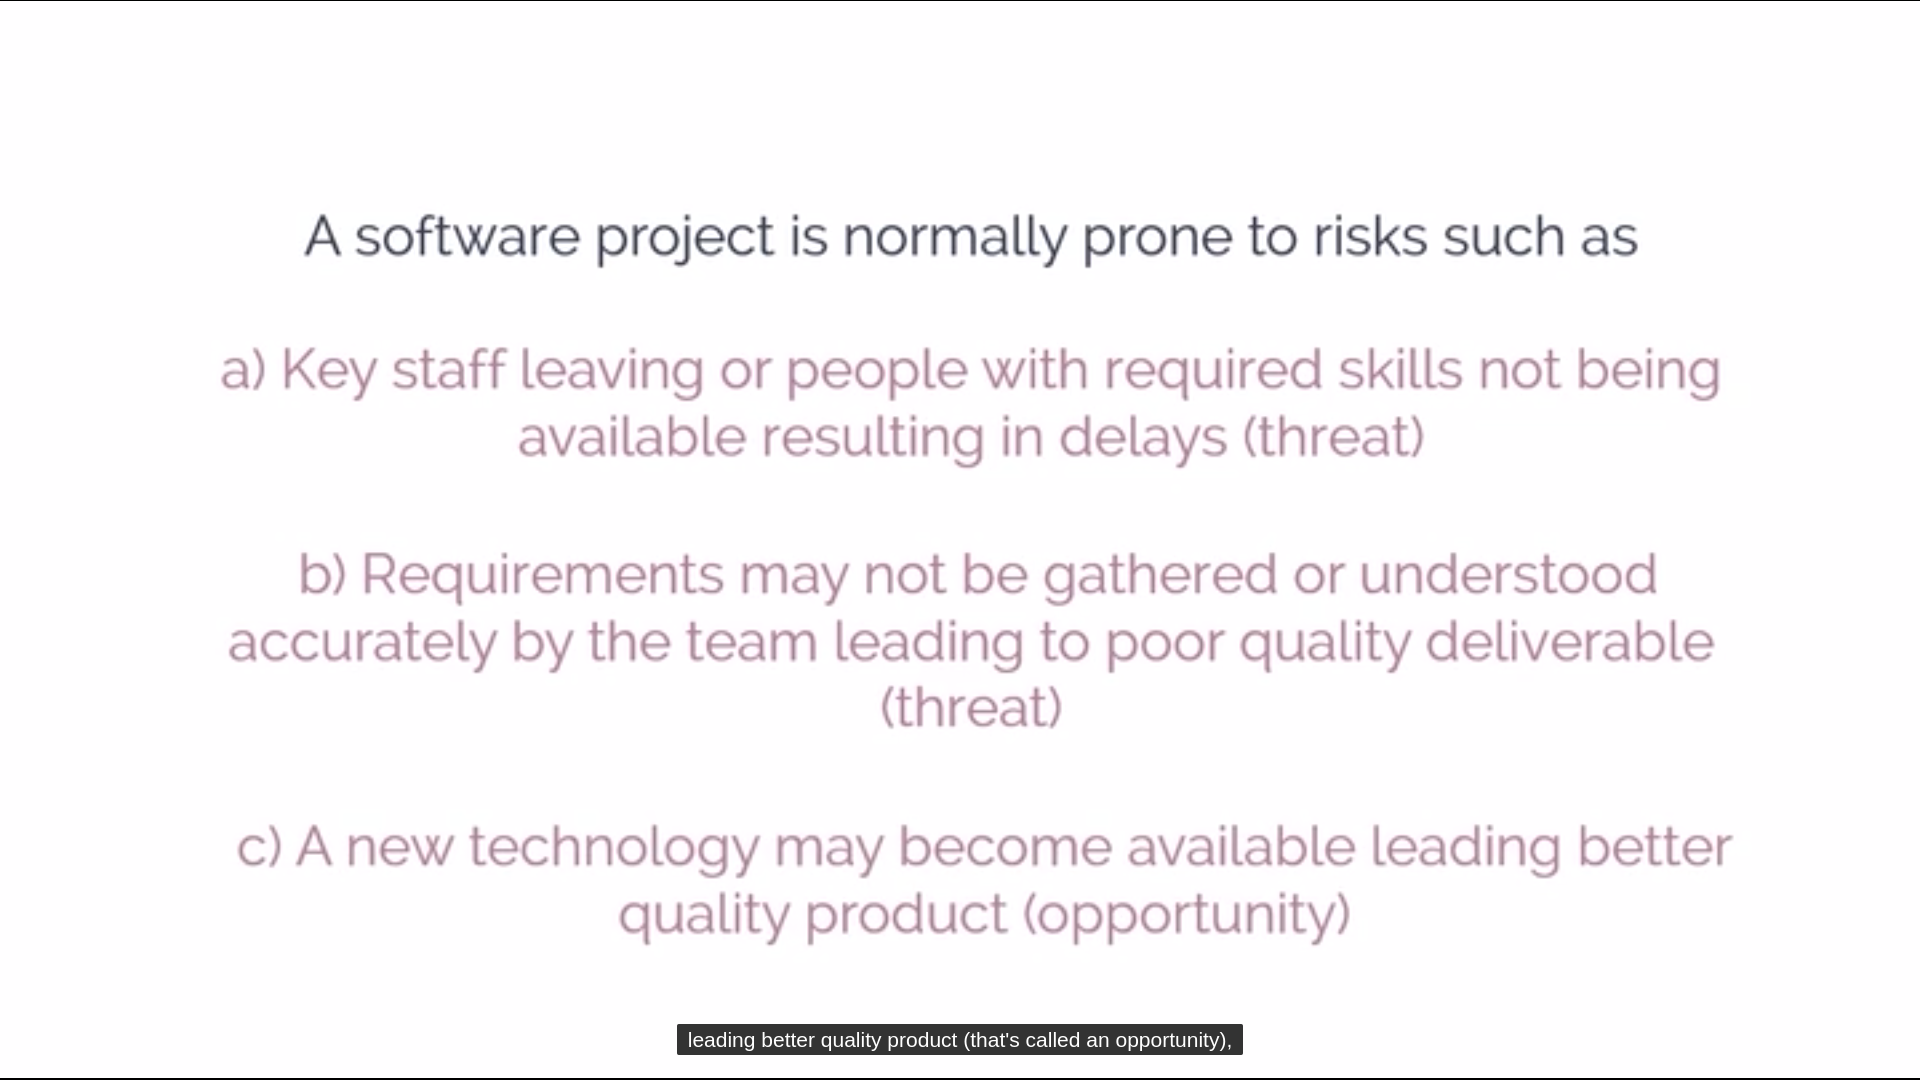 A software project is normally prone to risks such as
a) Key staff leaving or people with required skills not being
available resulting in delays (threat)
b) Requirements may not be gathered or understood
accurately by the team leading to poor quality deliverable
(threat)
c) A new technology may become available leading better
quality product (opportunity)
leading better quality product (that's called an opportunity),